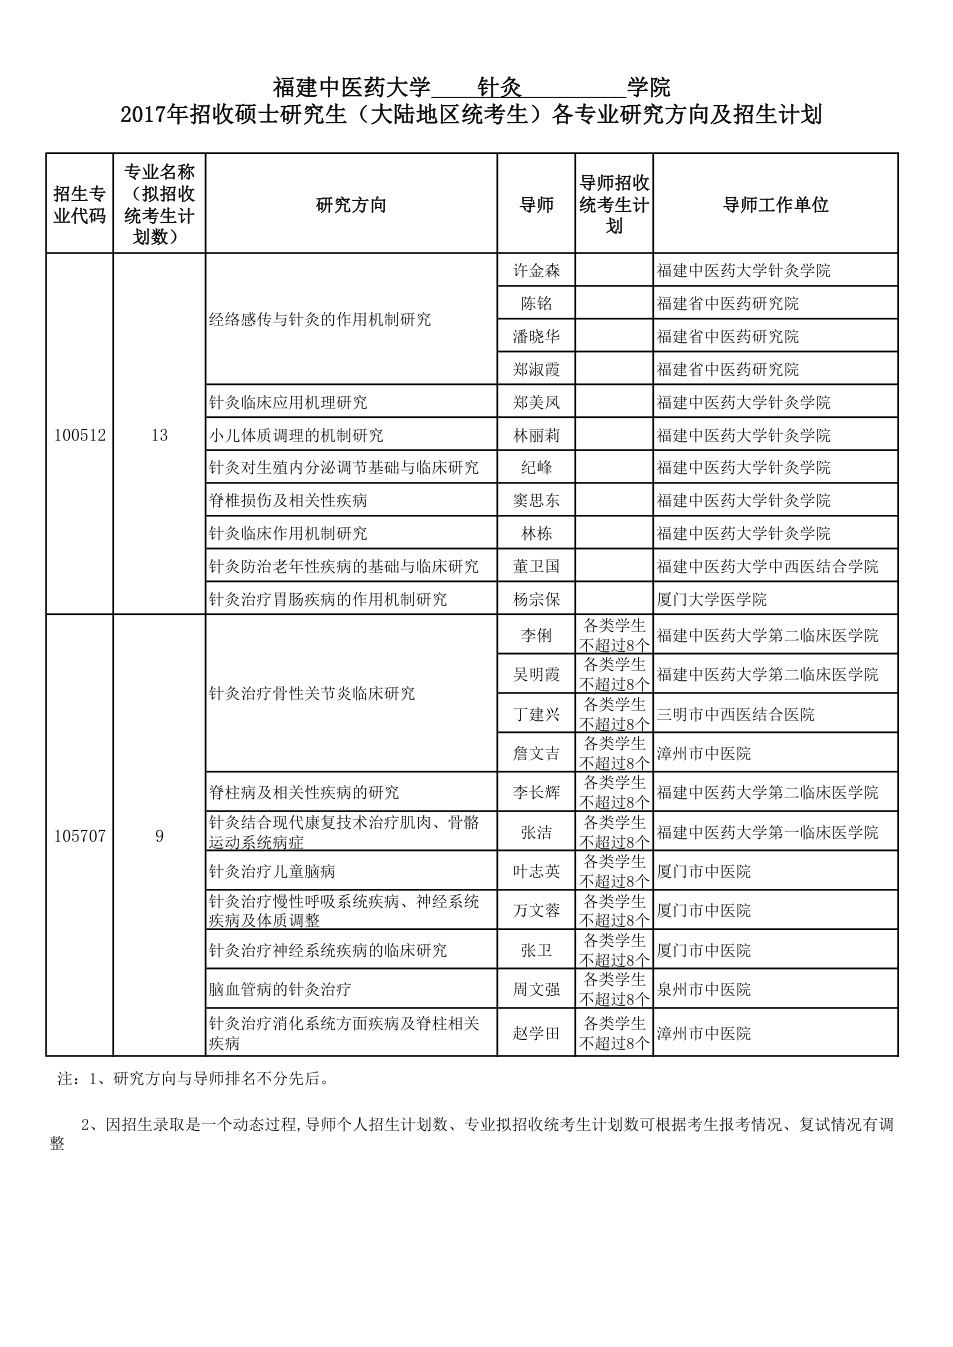 福建中医药大学 针灸 学院
2017年招收硕士研究生（大陆地区统考生）各专业研究方向及招生计划
招生专
业代码
专业名称
（拟招收
统考生计
划数）
研究方向
导师
导师招收
统考生计
划
导师工作单位
100512
13
经络感传与针灸的作用机制研究
许金森 福建中医药大学针灸学院
陈铭 福建省中医药研究院
潘晓华 福建省中医药研究院
郑淑霞 福建省中医药研究院
针灸临床应用机理研究 郑美凤 福建中医药大学针灸学院
小儿体质调理的机制研究 林丽莉 福建中医药大学针灸学院
针灸对生殖内分泌调节基础与临床研究 纪峰 福建中医药大学针灸学院
脊椎损伤及相关性疾病 窦思东 福建中医药大学针灸学院
针灸临床作用机制研究 林栋 福建中医药大学针灸学院
针灸防治老年性疾病的基础与临床研究 董卫国 福建中医药大学中西医结合学院
针灸治疗胃肠疾病的作用机制研究 杨宗保 厦门大学医学院
105707
9
针灸治疗骨性关节炎临床研究
李俐
各类学生
不超过8个
福建中医药大学第二临床医学院
吴明霞
各类学生
不超过8个
福建中医药大学第二临床医学院
丁建兴
各类学生
不超过8个
三明市中西医结合医院
詹文吉
各类学生
不超过8个
漳州市中医院
脊柱病及相关性疾病的研究
李长辉
各类学生
不超过8个
福建中医药大学第二临床医学院
针灸结合现代康复技术治疗肌肉、骨骼
运动系统病症
张洁
各类学生
不超过8个
福建中医药大学第一临床医学院
针灸治疗儿童脑病
叶志英
各类学生
不超过8个
厦门市中医院
针灸治疗慢性呼吸系统疾病、神经系统
疾病及体质调整
万文蓉
各类学生
不超过8个
厦门市中医院
针灸治疗神经系统疾病的临床研究
张卫
各类学生
不超过8个
厦门市中医院
脑血管病的针灸治疗
周文强
各类学生
不超过8个
泉州市中医院
针灸治疗消化系统方面疾病及脊柱相关
疾病
赵学田
各类学生
不超过8个
漳州市中医院
注：1、研究方向与导师排名不分先后。
2、因招生录取是一个动态过程,导师个人招生计划数、专业拟招收统考生计划数可根据考生报考情况、复试情况有调
整